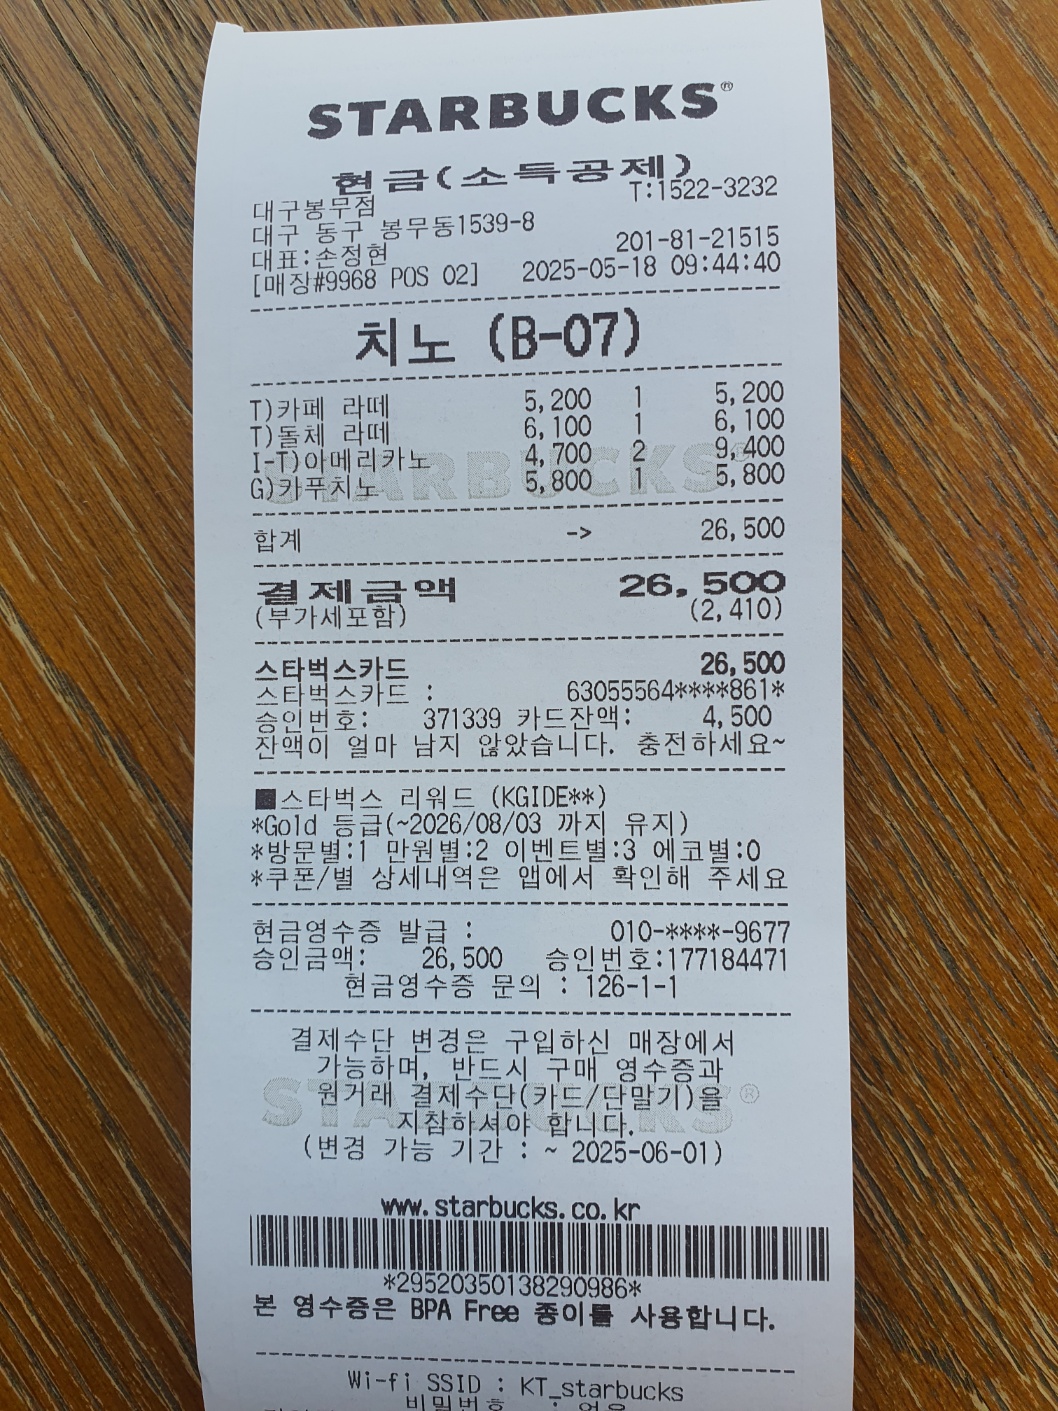 STARBUCKS®
현금(소득공제)
대구봉무점 T:1522-3232
대구 동구 봉무동1539-8
대표:손정현 201-81-21515
[매장#9968 POS 02] 2025-05-18 09:44:40
치노 (B-07)
T)카페 라떼 5,200 1 5,200
T)돌체 라떼 6,100 1 6,100
I-T)아메리카노 4,700 2 9,400
G)카푸치노 5,800 1 5,800
STARBUCKS®
합계 -> 26,500
결제금액 26,500
(부가세포함) (2,410)
스타벅스카드 26,500
스타벅스카드 : 63055564****861*
승인번호: 371339 카드잔액: 4,500
잔액이 얼마 남지 않았습니다. 충전하세요~
■스타벅스 리워드 (KGIDE**)
*Gold 등급(~2026/08/03 까지 유지)
*방문별:1 만원별:2 이벤트별:3 에코별:0
*쿠폰/별 상세내역은 앱에서 확인해 주세요
현금영수증 발급 : 010-****-9677
승인금액: 26,500 승인번호:177184471
현금영수증 문의 : 126-1-1
결제수단 변경은 구입하신 매장에서
가능하며, 반드시 구매 영수증과
원거래 결제수단(카드/단말기)을
STARBUCKS®
지참하셔야 합니다.
(변경 가능 기간 : ~ 2025-06-01)
www.starbucks.co.kr
*29520350138290986*
본 영수증은 BPA Free 종이를 사용합니다.
Wi-fi SSID : KT_starbucks
비밀번호 : 없음